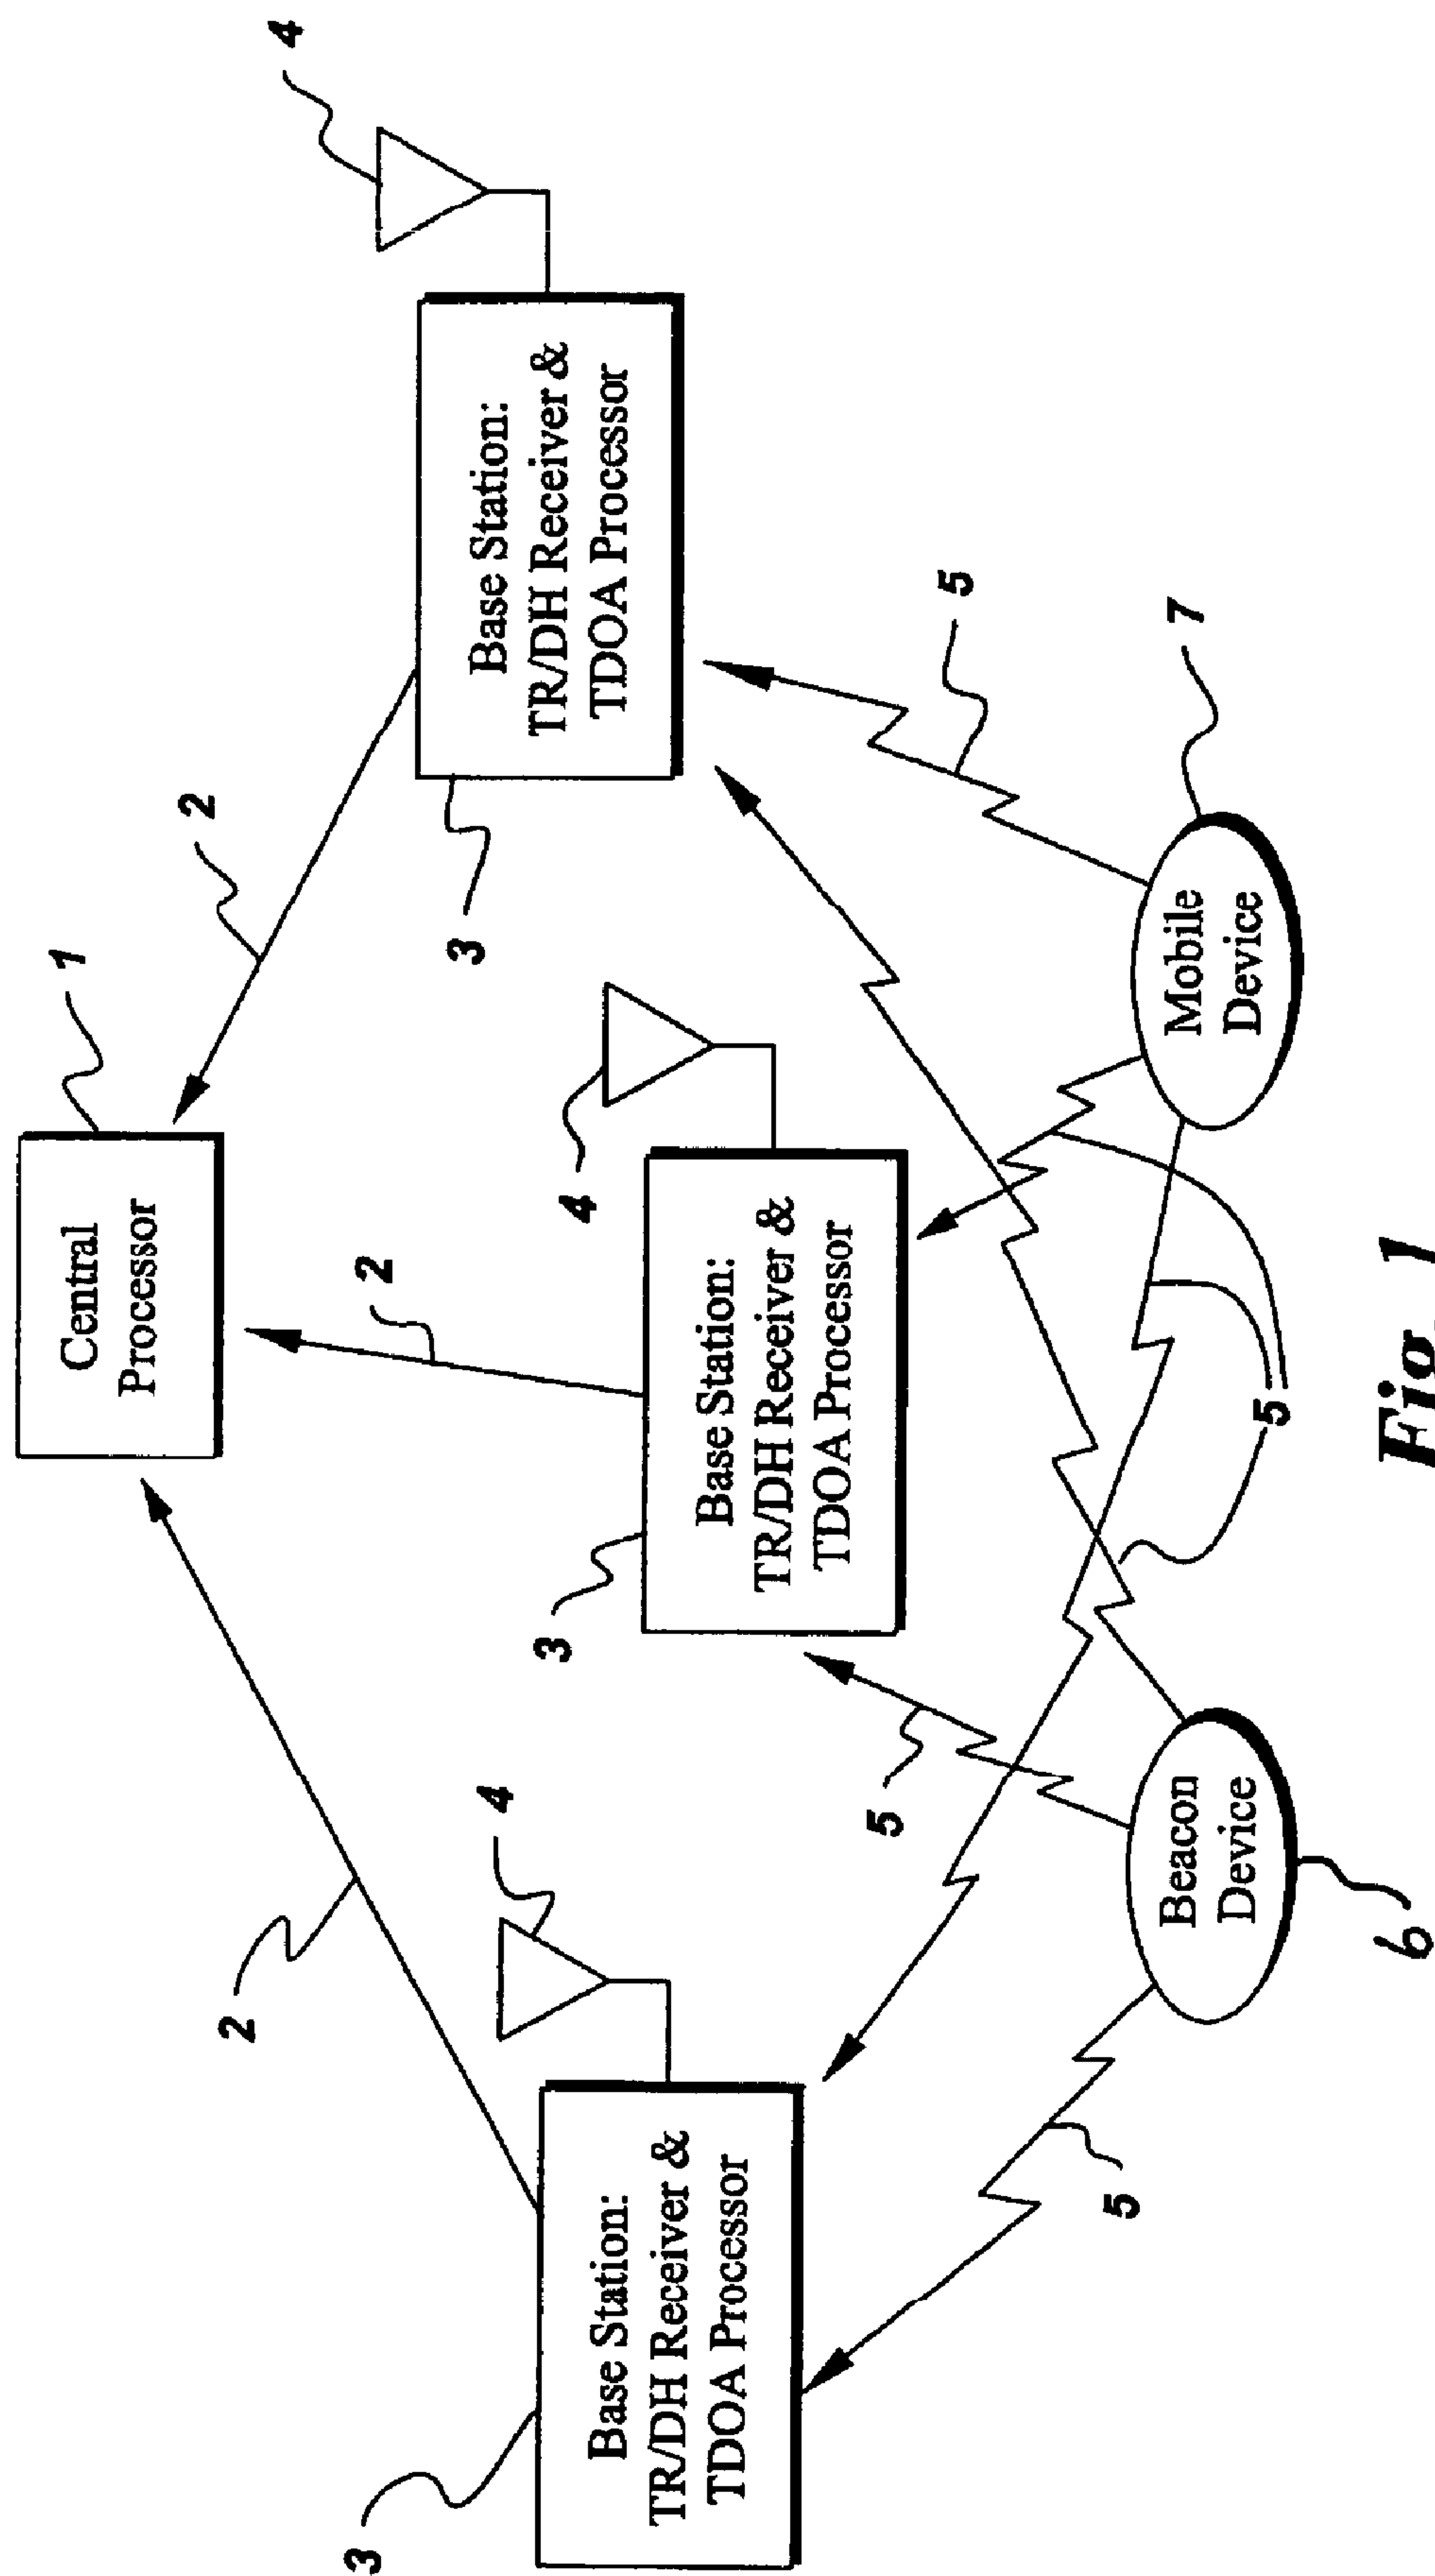 1
Central
Processor
2
2
2
4
4
4
3
Base Station:
TR/DH Receiver &
TDOA Processor
3
Base Station:
TR/DH Receiver &
TDOA Processor
3
Base Station:
TR/DH Receiver &
TDOA Processor
5
5
5
5
Beacon
Device
6
Mobile
Device
7
Fig. 1